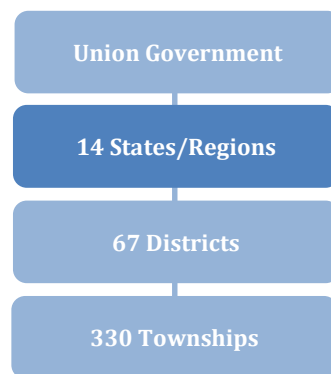 Union Government
14 States/Regions
67 Districts
330 Townships